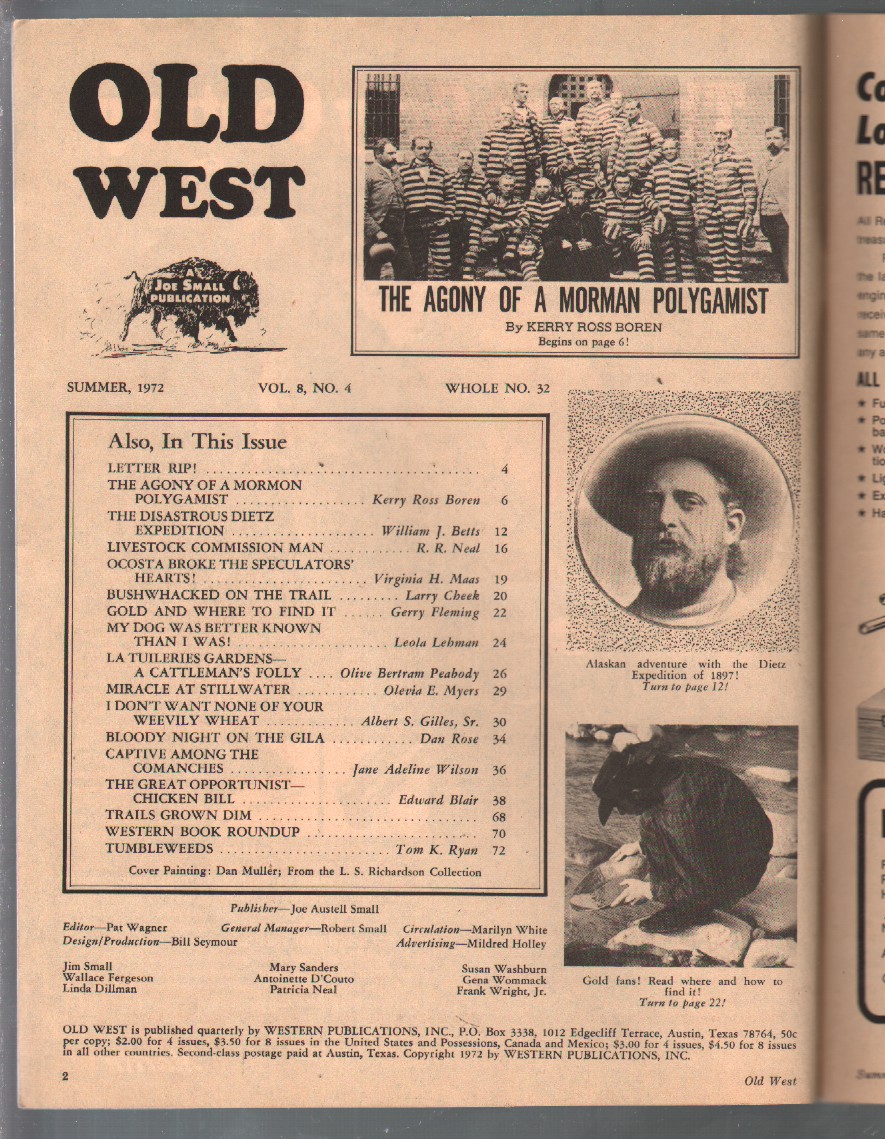 OLD
WEST
A
JOE SMALL
PUBLICATION
THE AGONY OF A MORMAN POLYGAMIST
By KERRY ROSS BOREN
Begins on page 6!
SUMMER, 1972 VOL. 8, NO. 4 WHOLE NO. 32
Also, In This Issue
LETTER RIP! ........ 4
THE AGONY OF A MORMON
POLYGAMIST ........ Kerry Ross Boren 6
THE DISASTROUS DIETZ
EXPEDITION ........ William J. Betts 12
LIVESTOCK COMMISSION MAN ........ R. R. Neal 16
OCOSTA BROKE THE SPECULATORS'
HEARTS! ........ Virginia H. Maas 19
BUSHWHACKED ON THE TRAIL ........ Larry Cheek 20
GOLD AND WHERE TO FIND IT ...... Gerry Fleming 22
MY DOG WAS BETTER KNOWN
THAN I WAS! ........ Leola Lehman 24
LA TUILERIES GARDENS—
A CATTLEMAN'S FOLLY .... Olive Bertram Peabody 26
MIRACLE AT STILLWATER ........ Olevia E. Myers 29
I DON'T WANT NONE OF YOUR
WEEVILY WHEAT ........ Albert S. Gilles, Sr. 30
BLOODY NIGHT ON THE GILA ........ Dan Rose 34
CAPTIVE AMONG THE
COMANCHES ........ Jane Adeline Wilson 36
THE GREAT OPPORTUNIST—
CHICKEN BILL ........ Edward Blair 38
TRAILS GROWN DIM ........ 68
WESTERN BOOK ROUNDUP ........ 70
TUMBLEWEEDS ........ Tom K. Ryan 72
Cover Painting: Dan Muller; From the L. S. Richardson Collection
Alaskan adventure with the Dietz
Expedition of 1897!
Turn to page 12!
Gold fans! Read where and how to
find it!
Turn to page 22!
Publisher—Joe Austell Small
Editor—Pat Wagner General Manager—Robert Small Circulation—Marilyn White
Design/Production—Bill Seymour Advertising—Mildred Holley
Jim Small Mary Sanders Susan Washburn
Wallace Fergeson Antoinette D'Couto Gena Wommack
Linda Dillman Patricia Neal Frank Wright, Jr.
OLD WEST is published quarterly by WESTERN PUBLICATIONS, INC., P.O. Box 3338, 1012 Edgecliff Terrace, Austin, Texas 78764, 50c
per copy; $2.00 for 4 issues, $3.50 for 8 issues in the United States and Possessions, Canada and Mexico; $3.00 for 4 issues, $4.50 for 8 issues
in all other countries. Second-class postage paid at Austin, Texas. Copyright 1972 by WESTERN PUBLICATIONS, INC.
2 Old West
RE
All
the la
any a
ALL